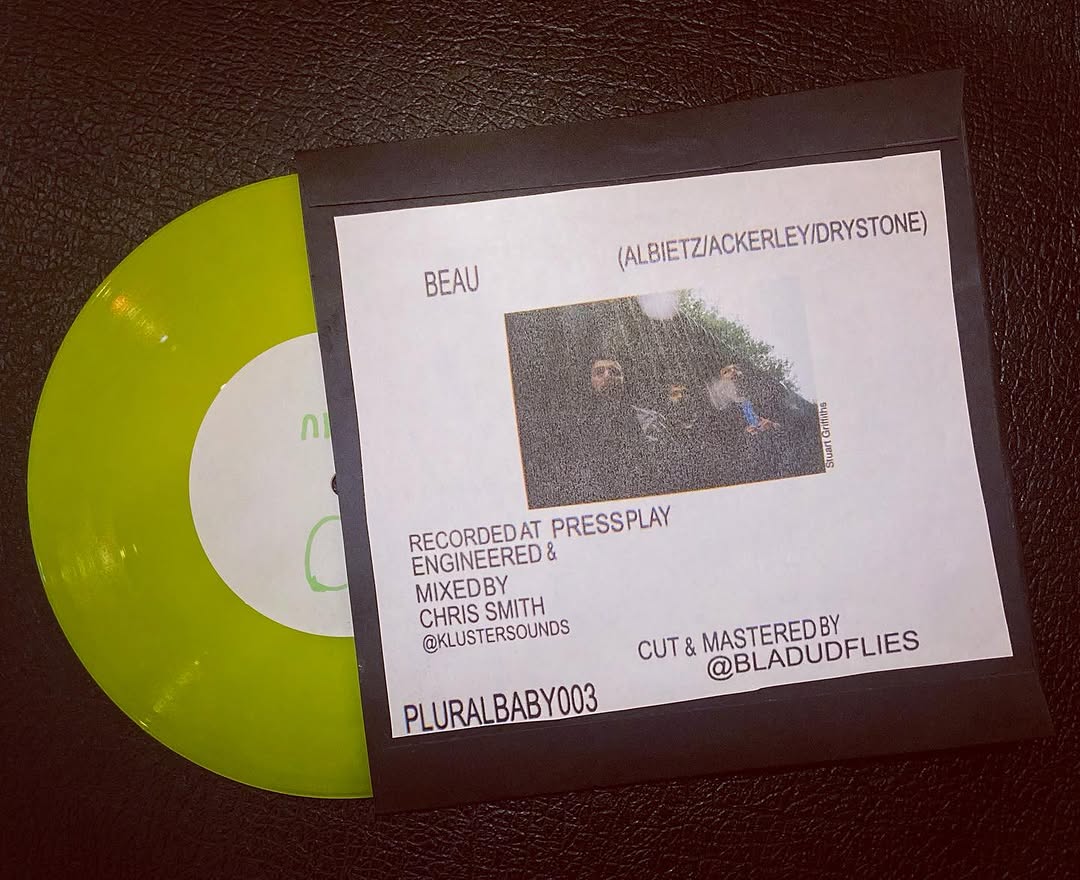 BEAU
(ALBIETZ/ACKERLEY/DRYSTONE)
Stuart Griffiths
RECORDED AT PRESS PLAY
ENGINEERED &
MIXED BY
CHRIS SMITH
@KLUSTERSOUNDS
CUT & MASTERED BY
@BLADUDFLIES
PLURALBABY003